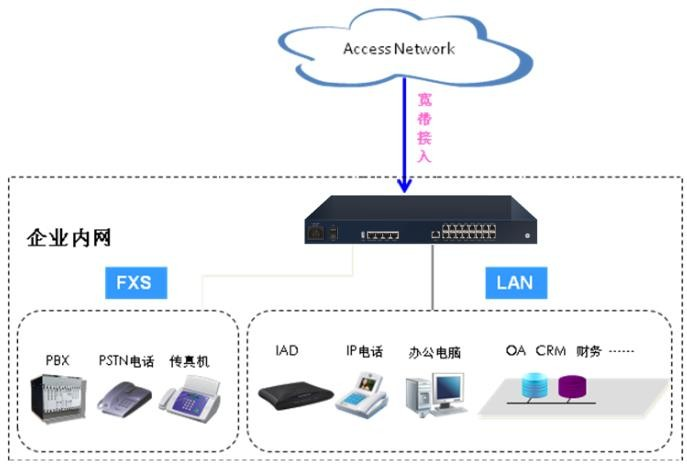 Access Network
宽带接入
企业内网
FXS
LAN
PBX
PSTN电话
传真机
IAD
IP电话
办公电脑
OA CRM 财务 ······